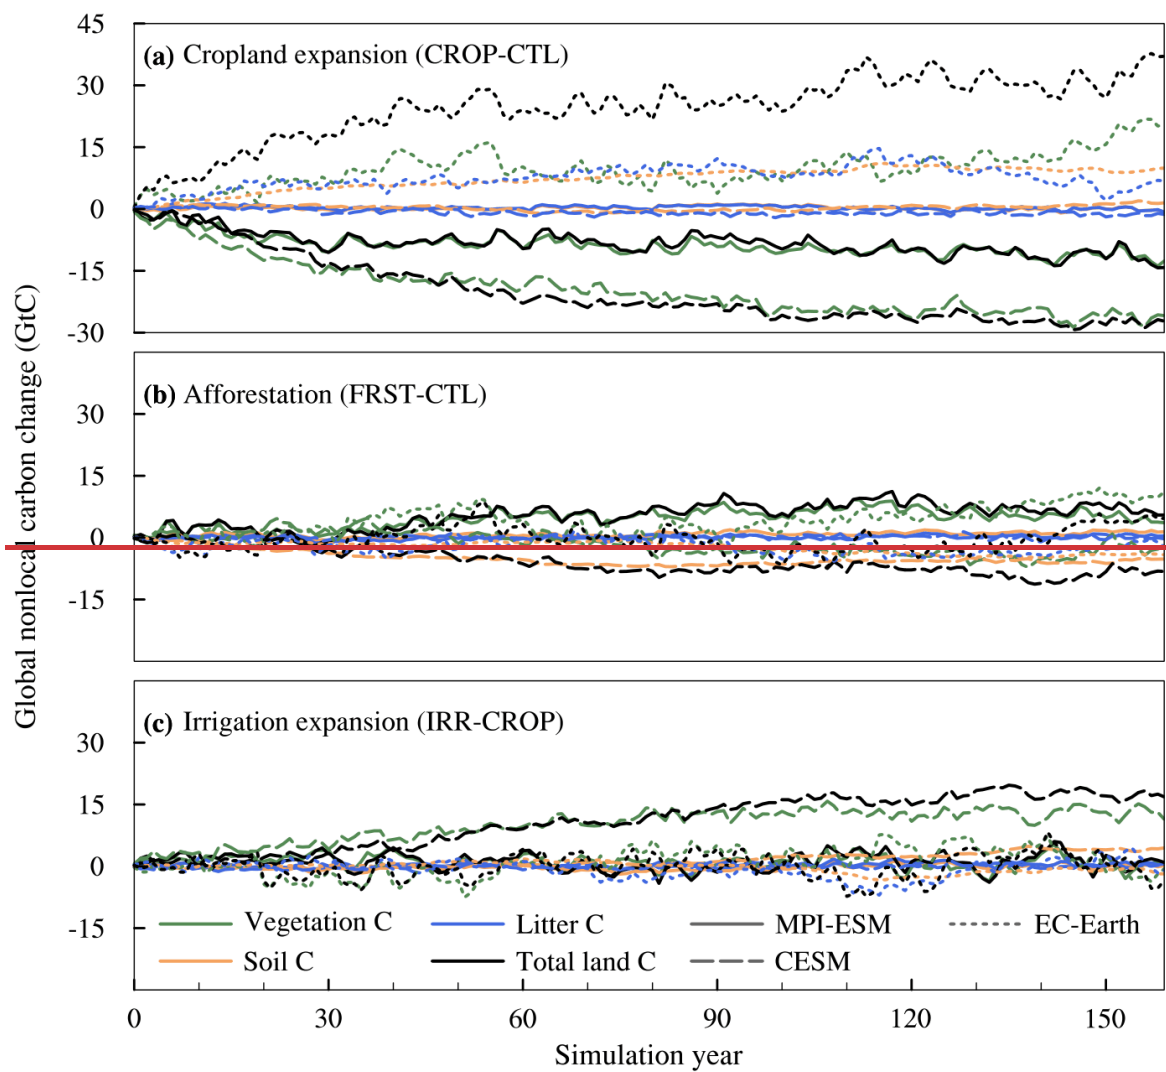 Global nonlocal carbon change (GtC)
(a) Cropland expansion (CROP-CTL)
45
30
15
0
-15
-30
(b) Afforestation (FRST-CTL)
30
15
0
-15
(c) Irrigation expansion (IRR-CROP)
30
15
0
-15
Vegetation C Litter C MPI-ESM EC-Earth
Soil C Total land C CESM
0 30 60 90 120 150
Simulation year